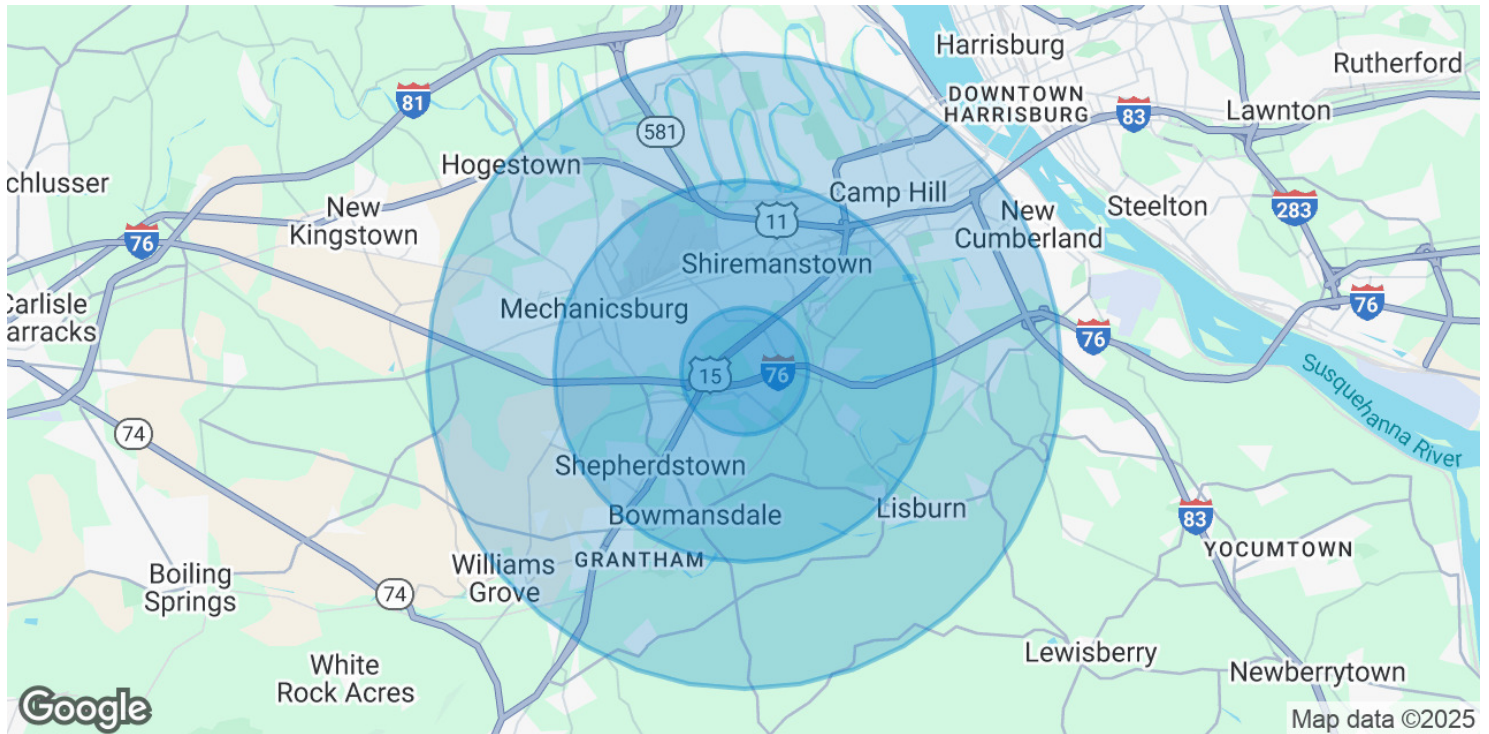 Harrisburg
Rutherford
81
DOWNTOWN
HARRISBURG
83
Lawnton
581
Hogestown
chlusser
Camp Hill
New
Kingstown
11
New
Cumberland
Steelton
283
76
Shiremanstown
Carlisle
arracks
Mechanicsburg
76
76
15
76
Susquehanna River
74
Shepherdstown
Bowmansdale
Lisburn
83
YOCUMTOWN
Williams
Grove
GRANTHAM
Boiling
Springs
74
White
Rock Acres
Lewisberry
Newberrytown
Google
Map data ©2025